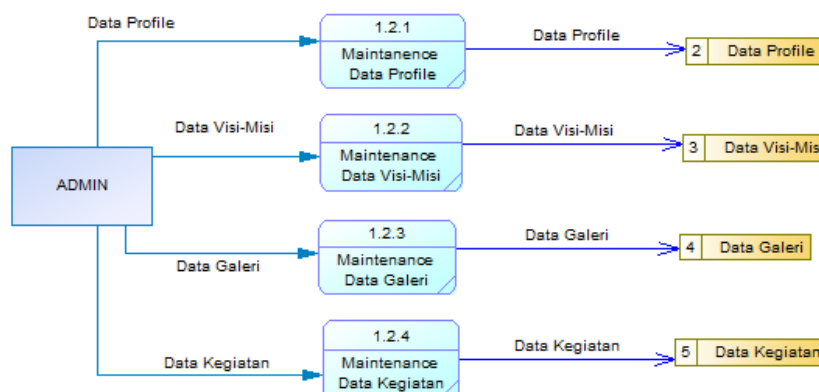 Data Profile
1.2.1
Maintanence
Data Profile
Data Profile
2 Data Profile
Data Visi-Misi
1.2.2
Maintenance
Data Visi-Misi
Data Visi-Misi
3 Data Visi-Mis
ADMIN
1.2.3
Maintenance
Data Galeri
Data Galeri
Data Galeri
4 Data Galeri
1.2.4
Maintenance
Data Kegiatan
Data Kegiatan
Data Kegiatan
5 Data Kegiatan